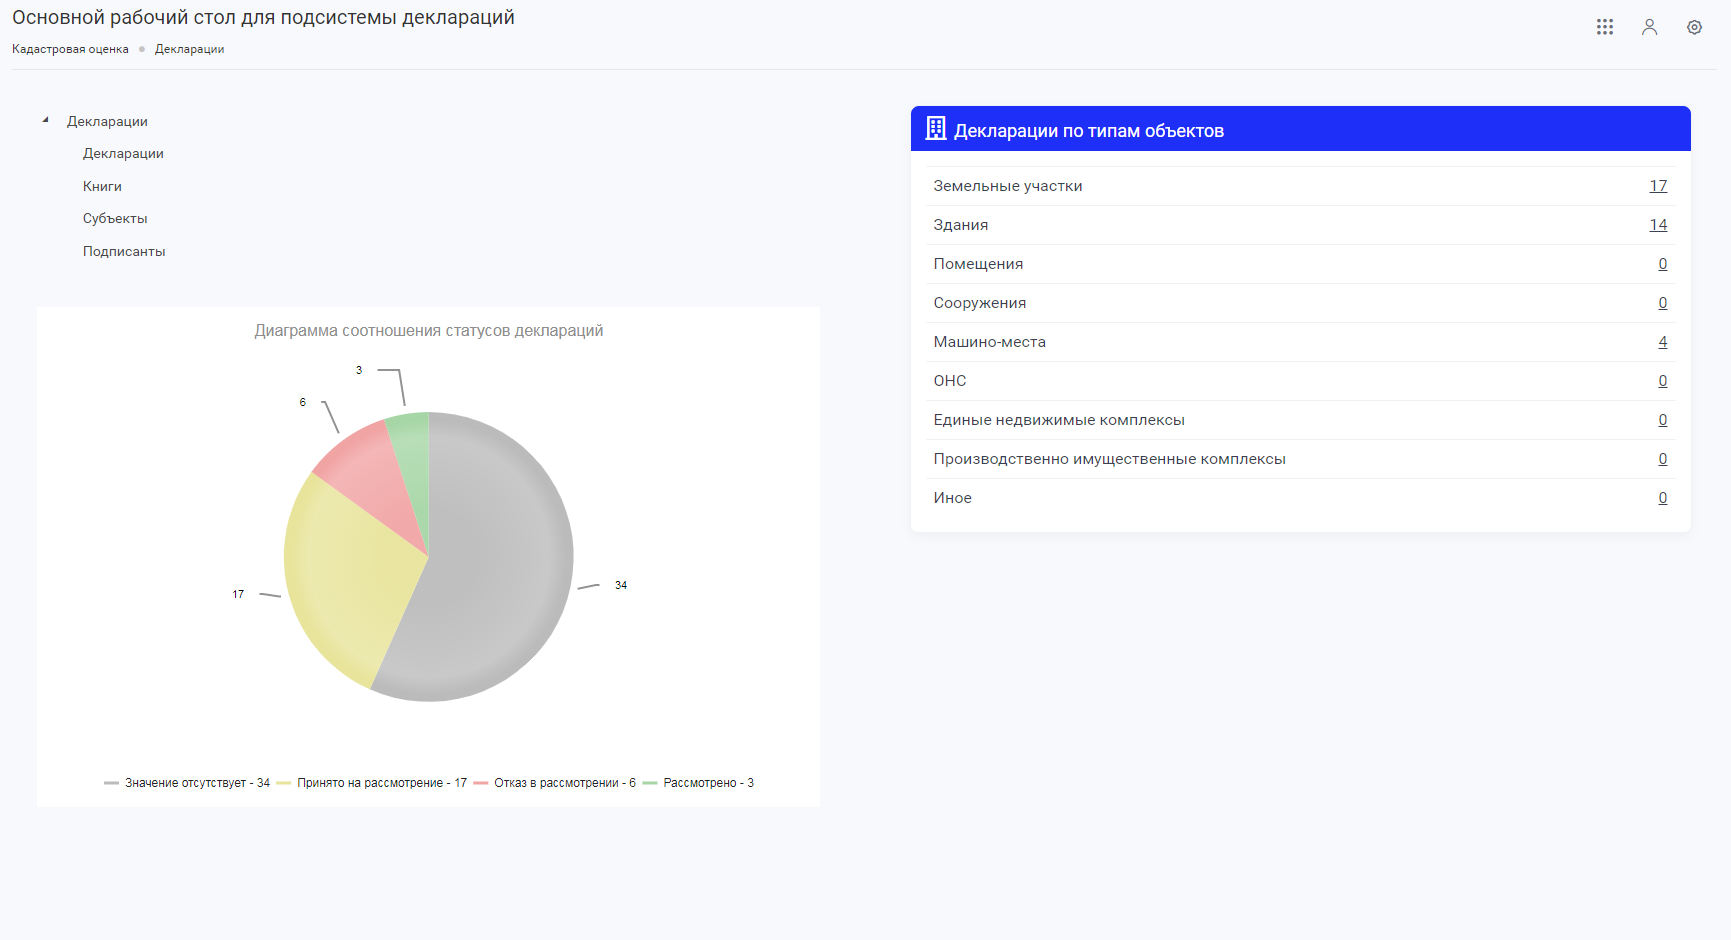 Основной рабочий стол для подсистемы деклараций
Кадастровая оценка
Декларации
Декларации
Декларации
Книги
Субъекты
Подписанты
Диаграмма соотношения статусов деклараций
3
6
17
34
Значение отсутствует - 34 Принято на рассмотрение - 17 Отказ в рассмотрении - 6 Рассмотрено - 3
Декларации по типам объектов
Земельные участки 17
Здания 14
Помещения 0
Сооружения 0
Машино-места 4
ОНС 0
Единые недвижимые комплексы 0
Производственно имущественные комплексы 0
Иное 0